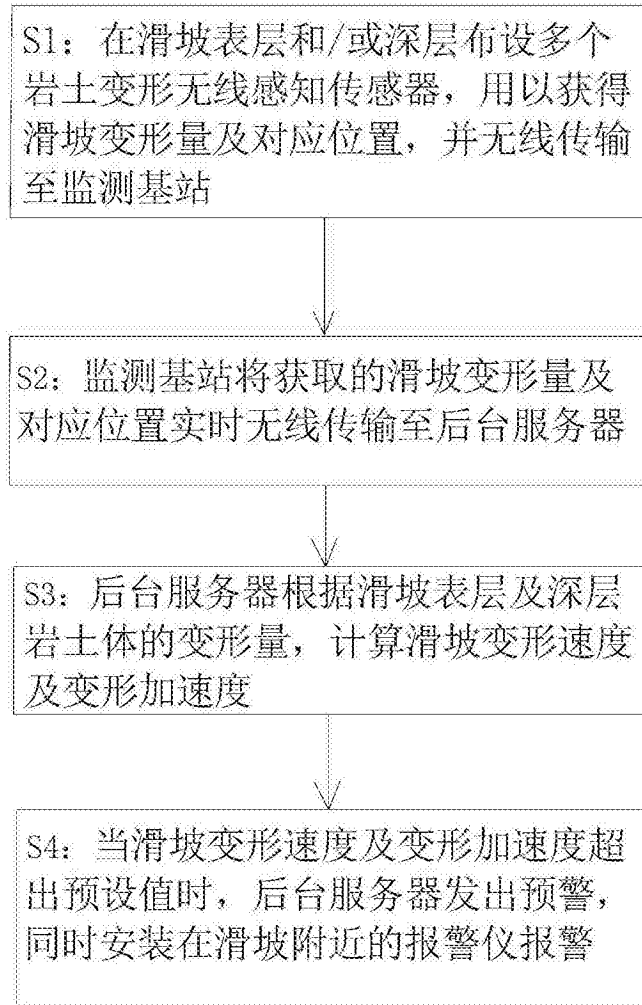 S1：在滑坡表层和/或深层布设多个
岩土变形无线感知传感器，用以获得
滑坡变形量及对应位置，并无线传输
至监测基站
S2：监测基站将获取的滑坡变形量及
对应位置实时无线传输至后台服务器
S3：后台服务器根据滑坡表层及深层
岩土体的变形量，计算滑坡变形速度
及变形加速度
S4：当滑坡变形速度及变形加速度超
出预设值时，后台服务器发出预警，
同时安装在滑坡附近的报警仪报警